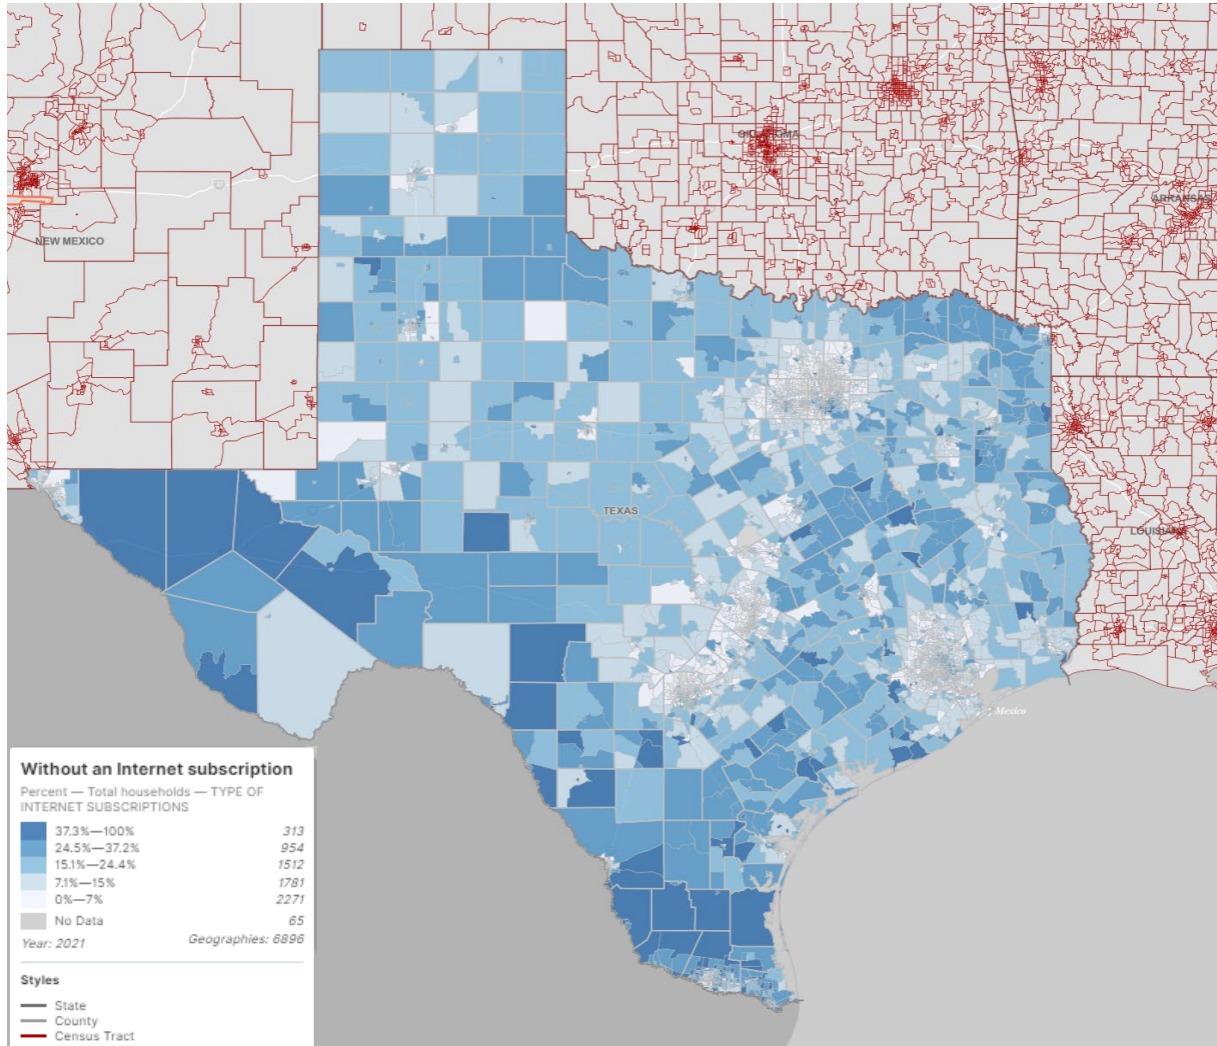 OKLAHOMA
ARKANSAS
NEW MEXICO
TEXAS
LOUISIANA
Mexico
Without an Internet subscription
Percent — Total households — TYPE OF
INTERNET SUBSCRIPTIONS
37.3%—100% 313
24.5%—37.2% 954
15.1%—24.4% 1512
7.1%—15% 1781
0%—7% 2271
No Data 65
Year: 2021 Geographies: 6896
Styles
State
County
Census Tract